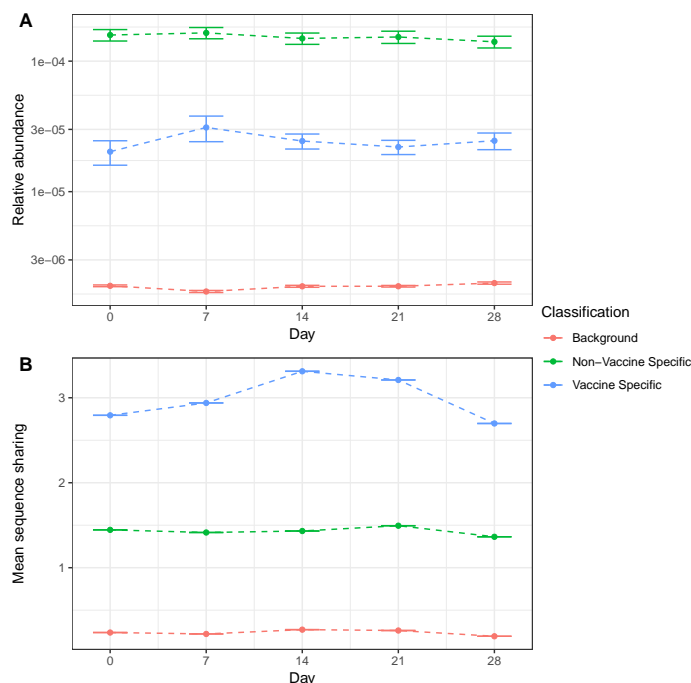 A
1e−04
3e−05
1e−05
3e−06
Relative abundance
0 7 14 21 28
Day
Classification
Background
Non−Vaccine Specific
Vaccine Specific
B
3
2
1
Mean sequence sharing
0 7 14 21 28
Day